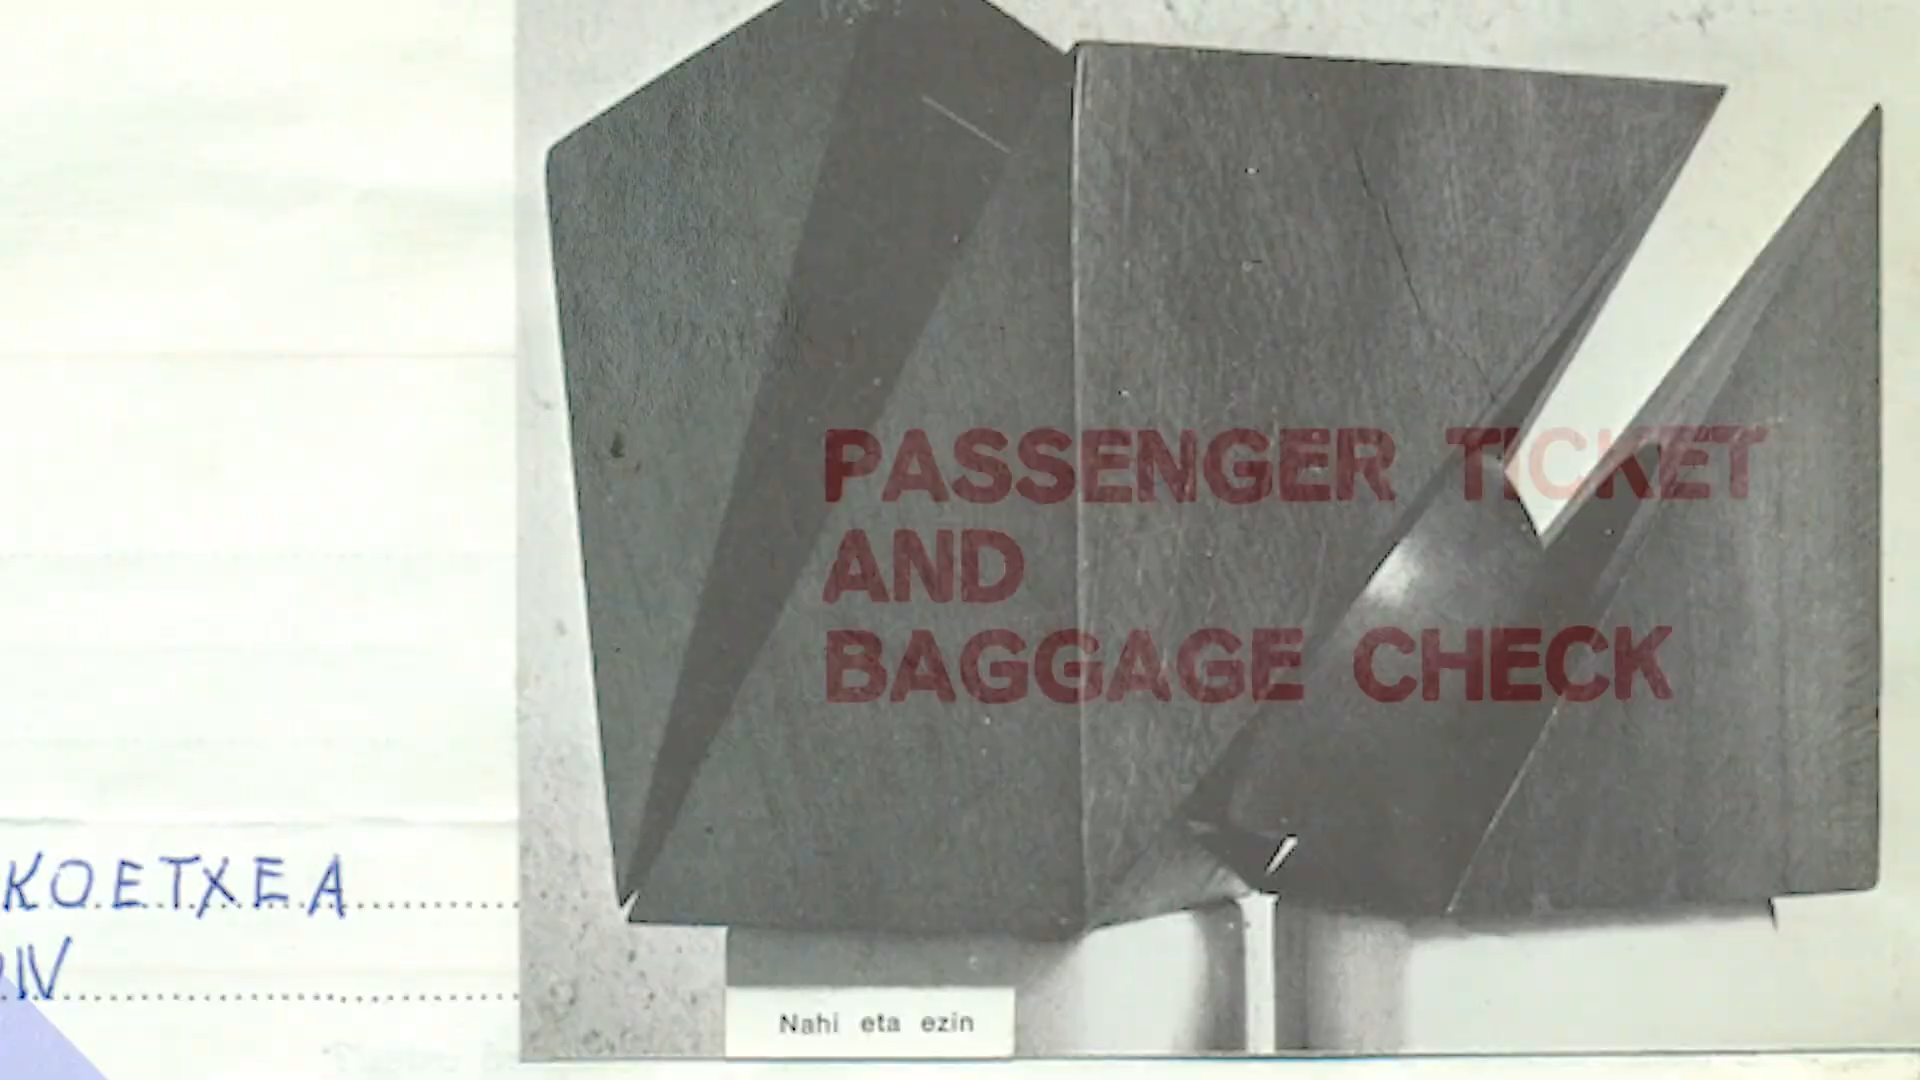 PASSENGER TICKET
AND
BAGGAGE CHECK
KOETXEA
Nahi eta ezin